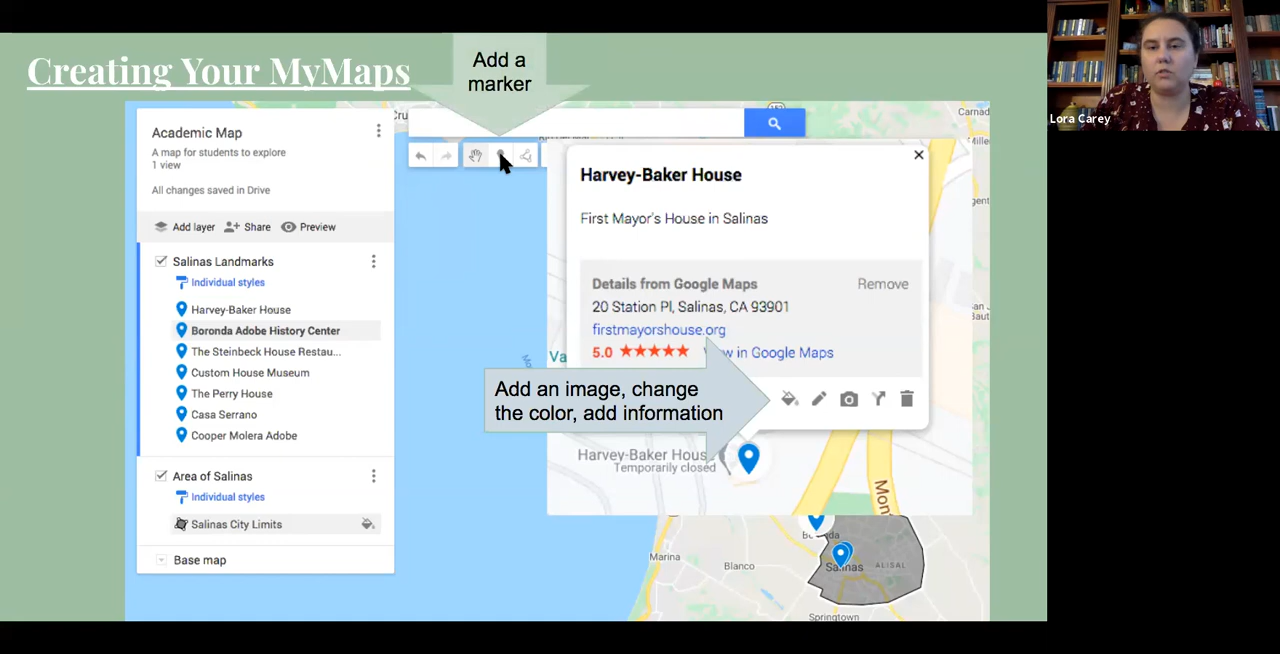 Creating Your MyMaps
Add a
marker
Lora Carey
Academic Map
A map for students to explore
1 view
All changes saved in Drive
Add layer
Share
Preview
Salinas Landmarks
Individual styles
Harvey-Baker House
Boronda Adobe History Center
The Steinbeck House Restau...
Custom House Museum
The Perry House
Casa Serrano
Cooper Molera Adobe
Area of Salinas
Individual styles
Salinas City Limits
Base map
Harvey-Baker House
First Mayor's House in Salinas
Details from Google Maps
Remove
20 Station Pl, Salinas, CA 93901
firstmayorshouse.org
5.0
in Google Maps
Add an image, change
the color, add information
Harvey-Baker House
Temporarily closed
Marina
Blanco
Salinas
ALISAL
Springtown